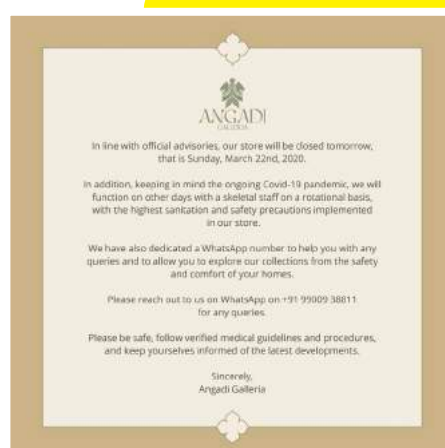 ANGADI
GALLERIA
In line with official advisories, our store will be closed tomorrow,
that is Sunday, March 22nd, 2020.
In addition, keeping in mind the ongoing Covid-19 pandemic, we will
function on other days with a skeletal staff on a rotational basis,
with the highest sanitation and safety precautions implemented
in our store.
We have also dedicated a WhatsApp number to help you with any
queries and to allow you to explore our collections from the safety
and comfort of your homes.
Please reach out to us on WhatsApp on +91 99009 38811
for any queries.
Please be safe, follow verified medical guidelines and procedures,
and keep yourselves informed of the latest developments.
Sincerely,
Angadi Galleria